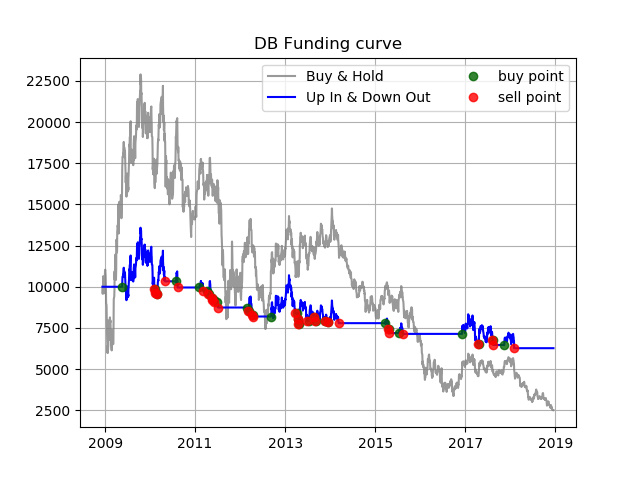 DB Funding curve
Buy & Hold
Up In & Down Out
buy point
sell point
22500
20000
17500
15000
12500
10000
7500
5000
2500
2009 2011 2013 2015 2017 2019